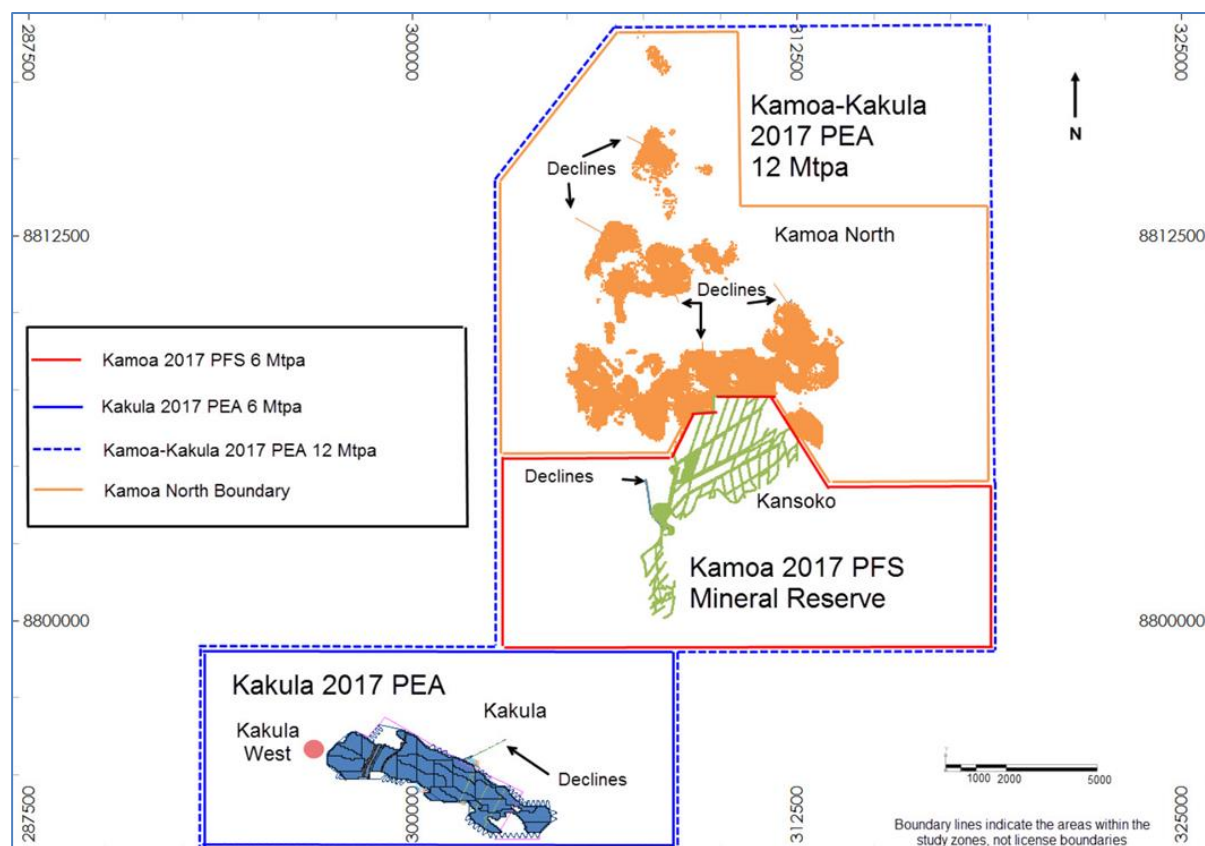 287500
300000
312500
325000
Kamoa-Kakula
2017 PEA
12 Mtpa
N
Declines
8812500
Kamoa North
8812500
Declines
Kamoa 2017 PFS 6 Mtpa
Kakula 2017 PEA 6 Mtpa
Kamoa-Kakula 2017 PEA 12 Mtpa
Kamoa North Boundary
Declines
Kansoko
Kamoa 2017 PFS
Mineral Reserve
8800000
8800000
Kakula 2017 PEA
Kakula
Kakula
West
Declines
1000 2000 5000
287500
300000
312500
325000
Boundary lines indicate the areas within the
study zones, not license boundaries